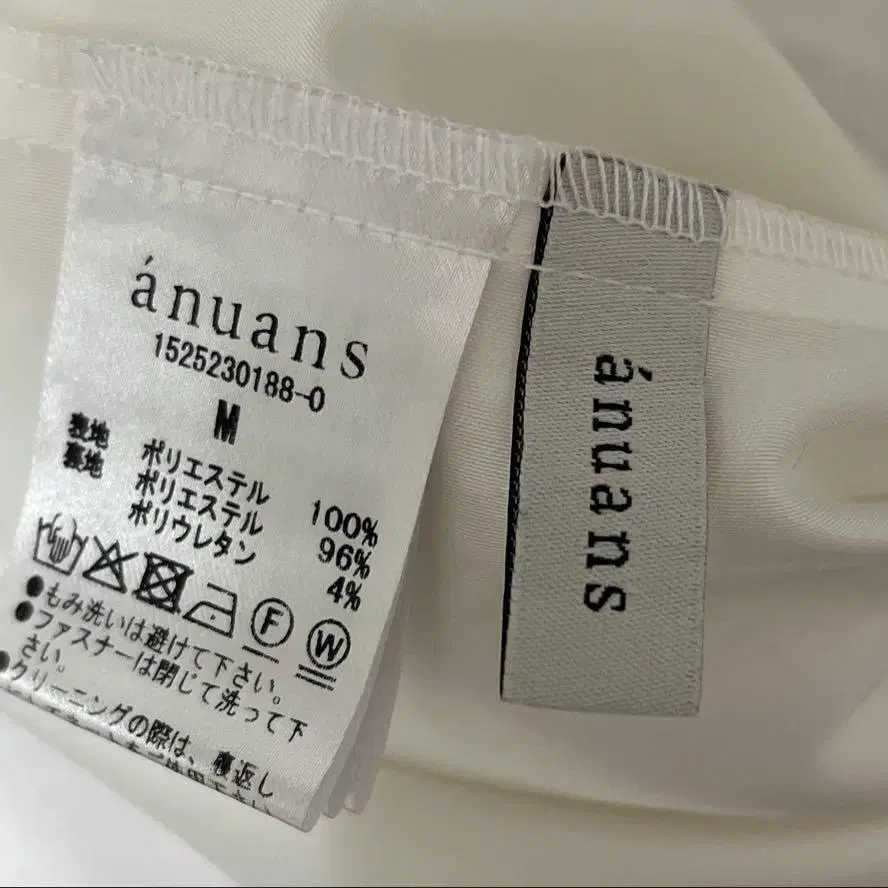 ánuans
1525230188-0
M
表地 ポリエステル 100%
裏地 ポリエステル 96%
ポリウレタン 4%
F W
●もみ洗いは避けて下さい。
●ファスナーは閉じて洗って下
さい。
●クリーニングの際は、裏返し
ánuans